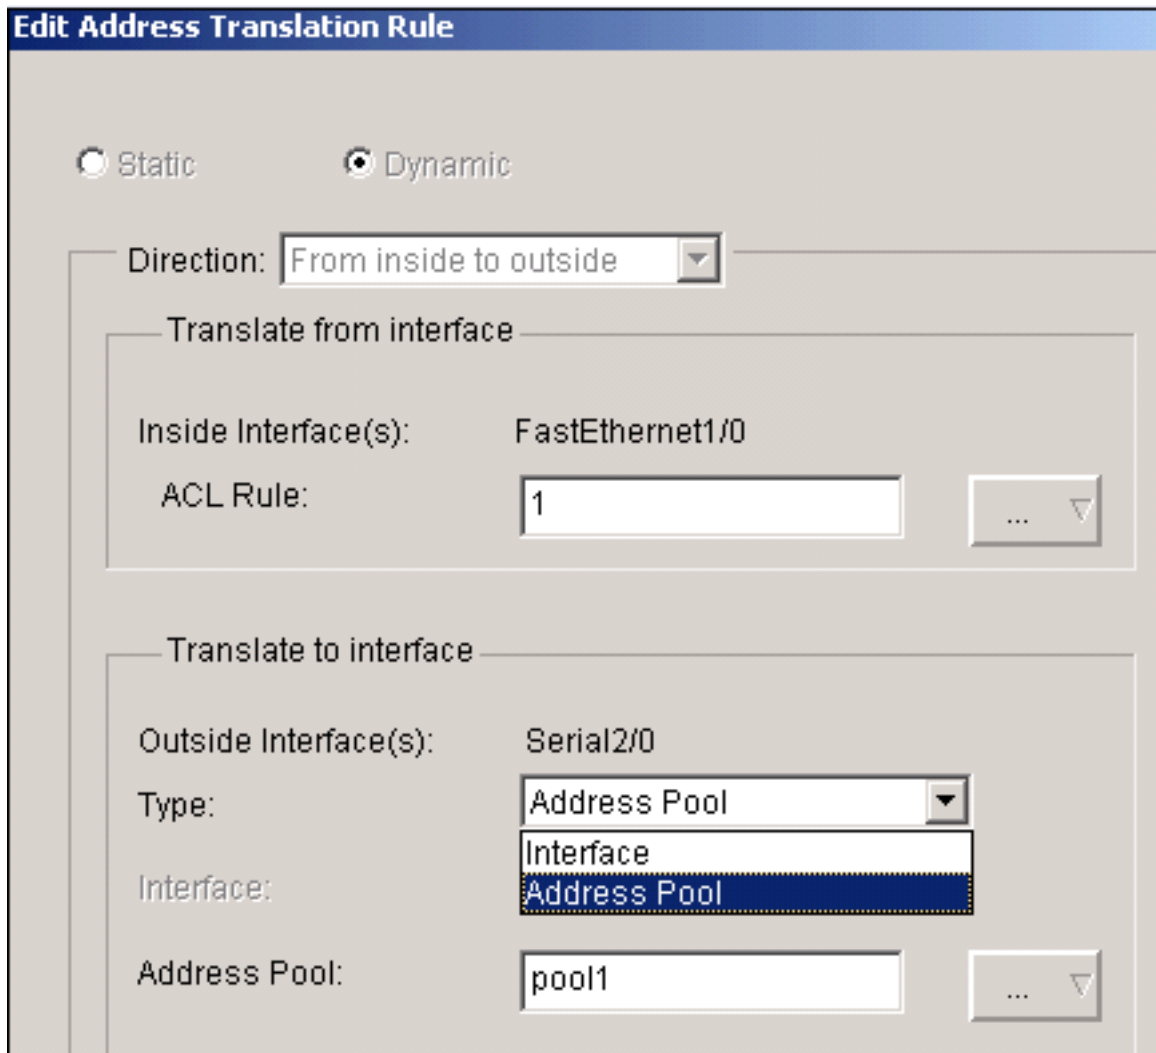 Edit Address Translation Rule
Static Dynamic
Direction: From inside to outside
Translate from interface
Inside Interface(s): FastEthernet1/0
ACL Rule: 1 ...
Translate to interface
Outside Interface(s): Serial2/0
Type: Address Pool
Interface
Address Pool
Interface:
Address Pool: pool1 ...